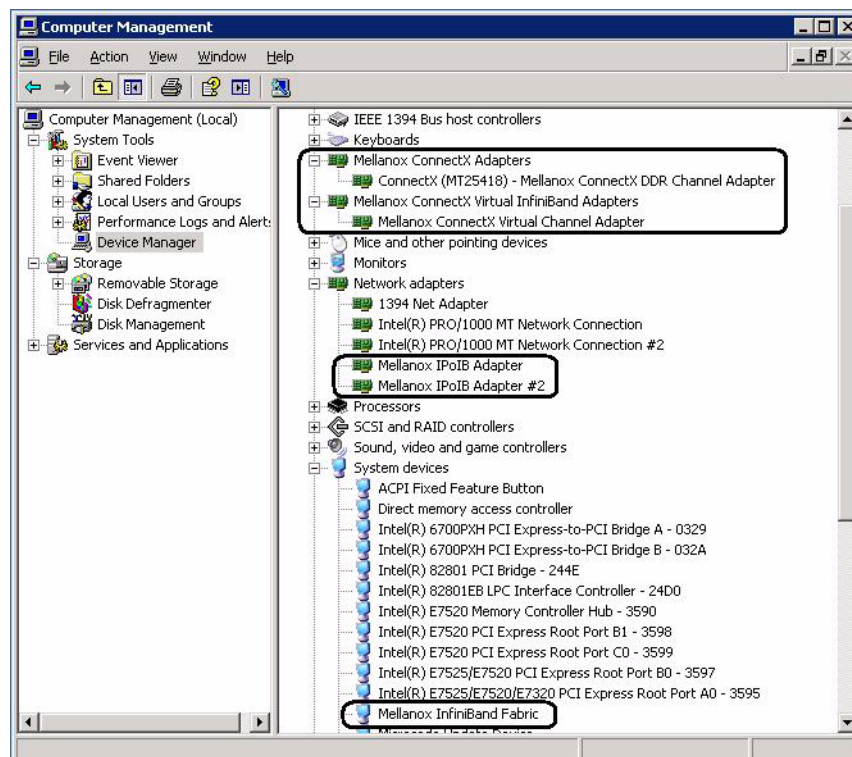 Computer Management
File Action View Window Help
Computer Management (Local)
System Tools
Event Viewer
Shared Folders
Local Users and Groups
Performance Logs and Alert
Device Manager
Storage
Removable Storage
Disk Defragmenter
Disk Management
Services and Applications
IEEE 1394 Bus host controllers
Keyboards
Mellanox ConnectX Adapters
ConnectX (MT25418) - Mellanox ConnectX DDR Channel Adapter
Mellanox ConnectX Virtual InfiniBand Adapters
Mellanox ConnectX Virtual Channel Adapter
Mice and other pointing devices
Monitors
Network adapters
1394 Net Adapter
Intel(R) PRO/1000 MT Network Connection
Intel(R) PRO/1000 MT Network Connection #2
Mellanox IPoIB Adapter
Mellanox IPoIB Adapter #2
Processors
SCSI and RAID controllers
Sound, video and game controllers
System devices
ACPI Fixed Feature Button
Direct memory access controller
Intel(R) 6700PXH PCI Express-to-PCI Bridge A - 0329
Intel(R) 6700PXH PCI Express-to-PCI Bridge B - 032A
Intel(R) 82801 PCI Bridge - 244E
Intel(R) 82801EB LPC Interface Controller - 24D0
Intel(R) E7520 Memory Controller Hub - 3590
Intel(R) E7520 PCI Express Root Port B1 - 3598
Intel(R) E7520 PCI Express Root Port C0 - 3599
Intel(R) E7525/E7520 PCI Express Root Port B0 - 3597
Intel(R) E7525/E7520/E7320 PCI Express Root Port A0 - 3595
Mellanox InfiniBand Fabric
Microcode Update Device